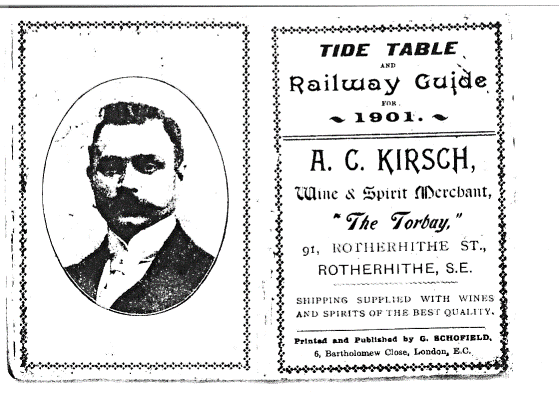 TIDE TABLE
AND
Railway Guide
FOR
~ 1901. ~
A. C. KIRSCH,
Wine & Spirit Merchant,
"The Torbay,"
91, ROTHERHITHE ST.,
ROTHERHITHE, S.E.
SHIPPING SUPPLIED WITH WINES
AND SPIRITS OF THE BEST QUALITY.
Printed and Published by G. SCHOFIELD,
6, Bartholomew Close, London, E.C.